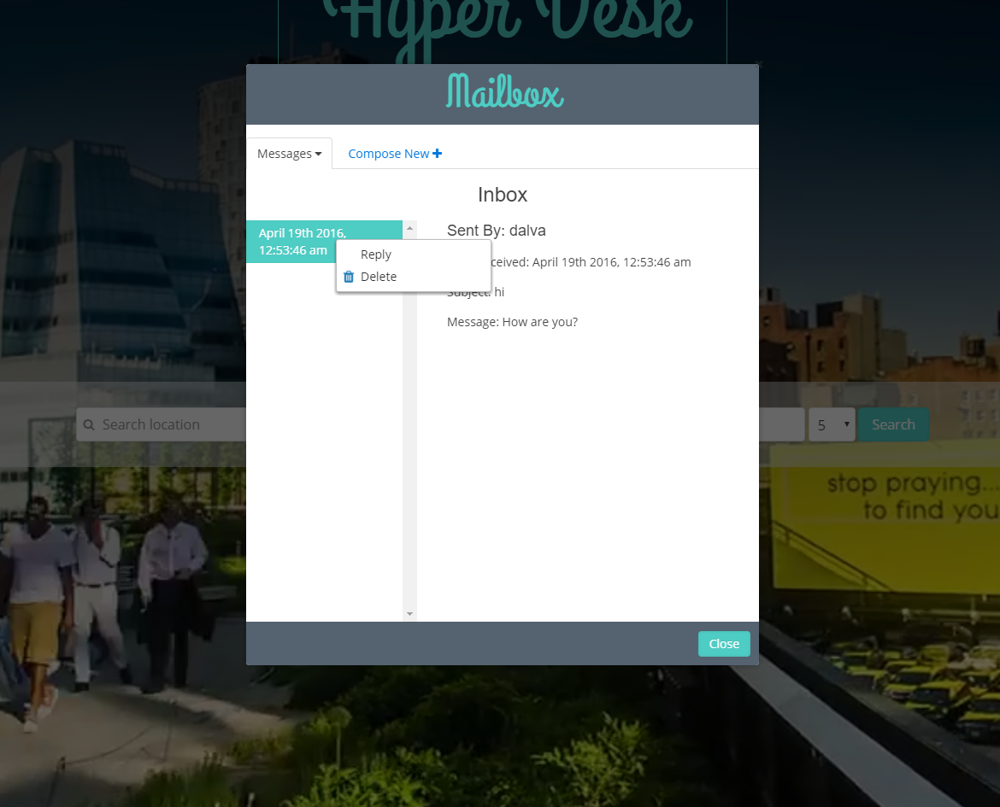 Hyper Desk
Mailbox
Messages
Compose New
Inbox
April 19th 2016,
12:53:46 am
Sent By: dalva
Reply
Delete
ceived: April 19th 2016, 12:53:46 am
Subject: hi
Message: How are you?
Search location
5
Search
stop praying...
to find you
Close